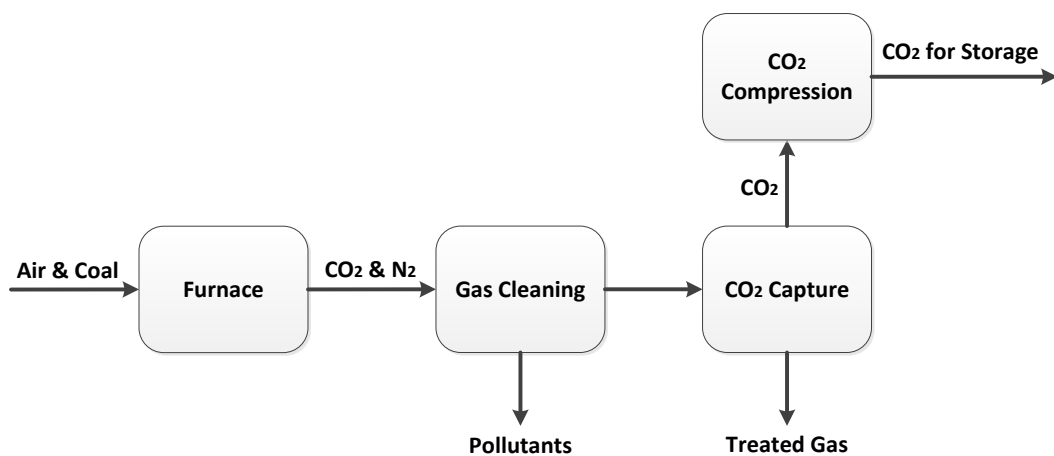 CO₂
Compression
CO₂ for Storage
CO₂
Air & Coal
Furnace
CO₂ & N₂
Gas Cleaning
CO₂ Capture
Pollutants
Treated Gas